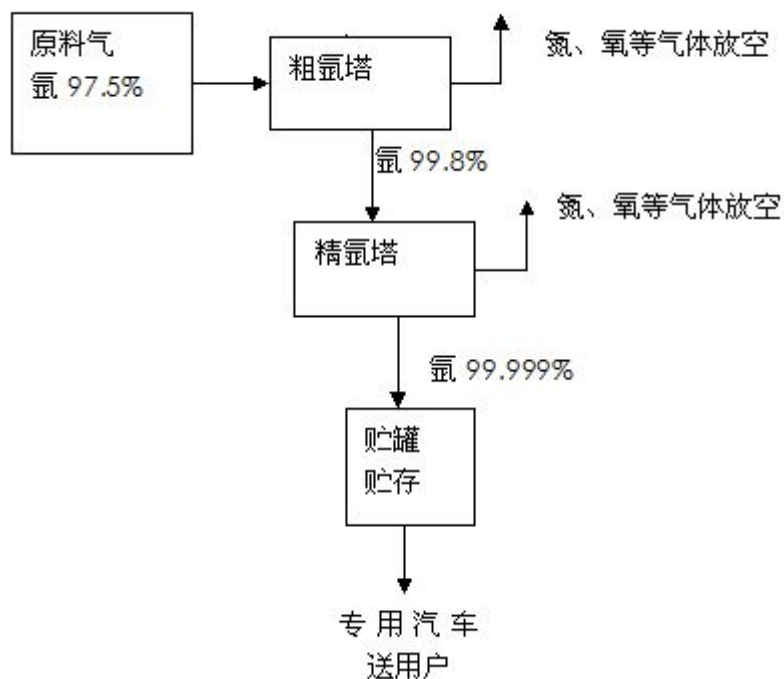 原料气
氩 97.5%
粗氩塔
氮、氧等气体放空
氩 99.8%
氮、氧等气体放空
精氩塔
氩 99.999%
贮罐
贮存
专 用 汽 车
送用户